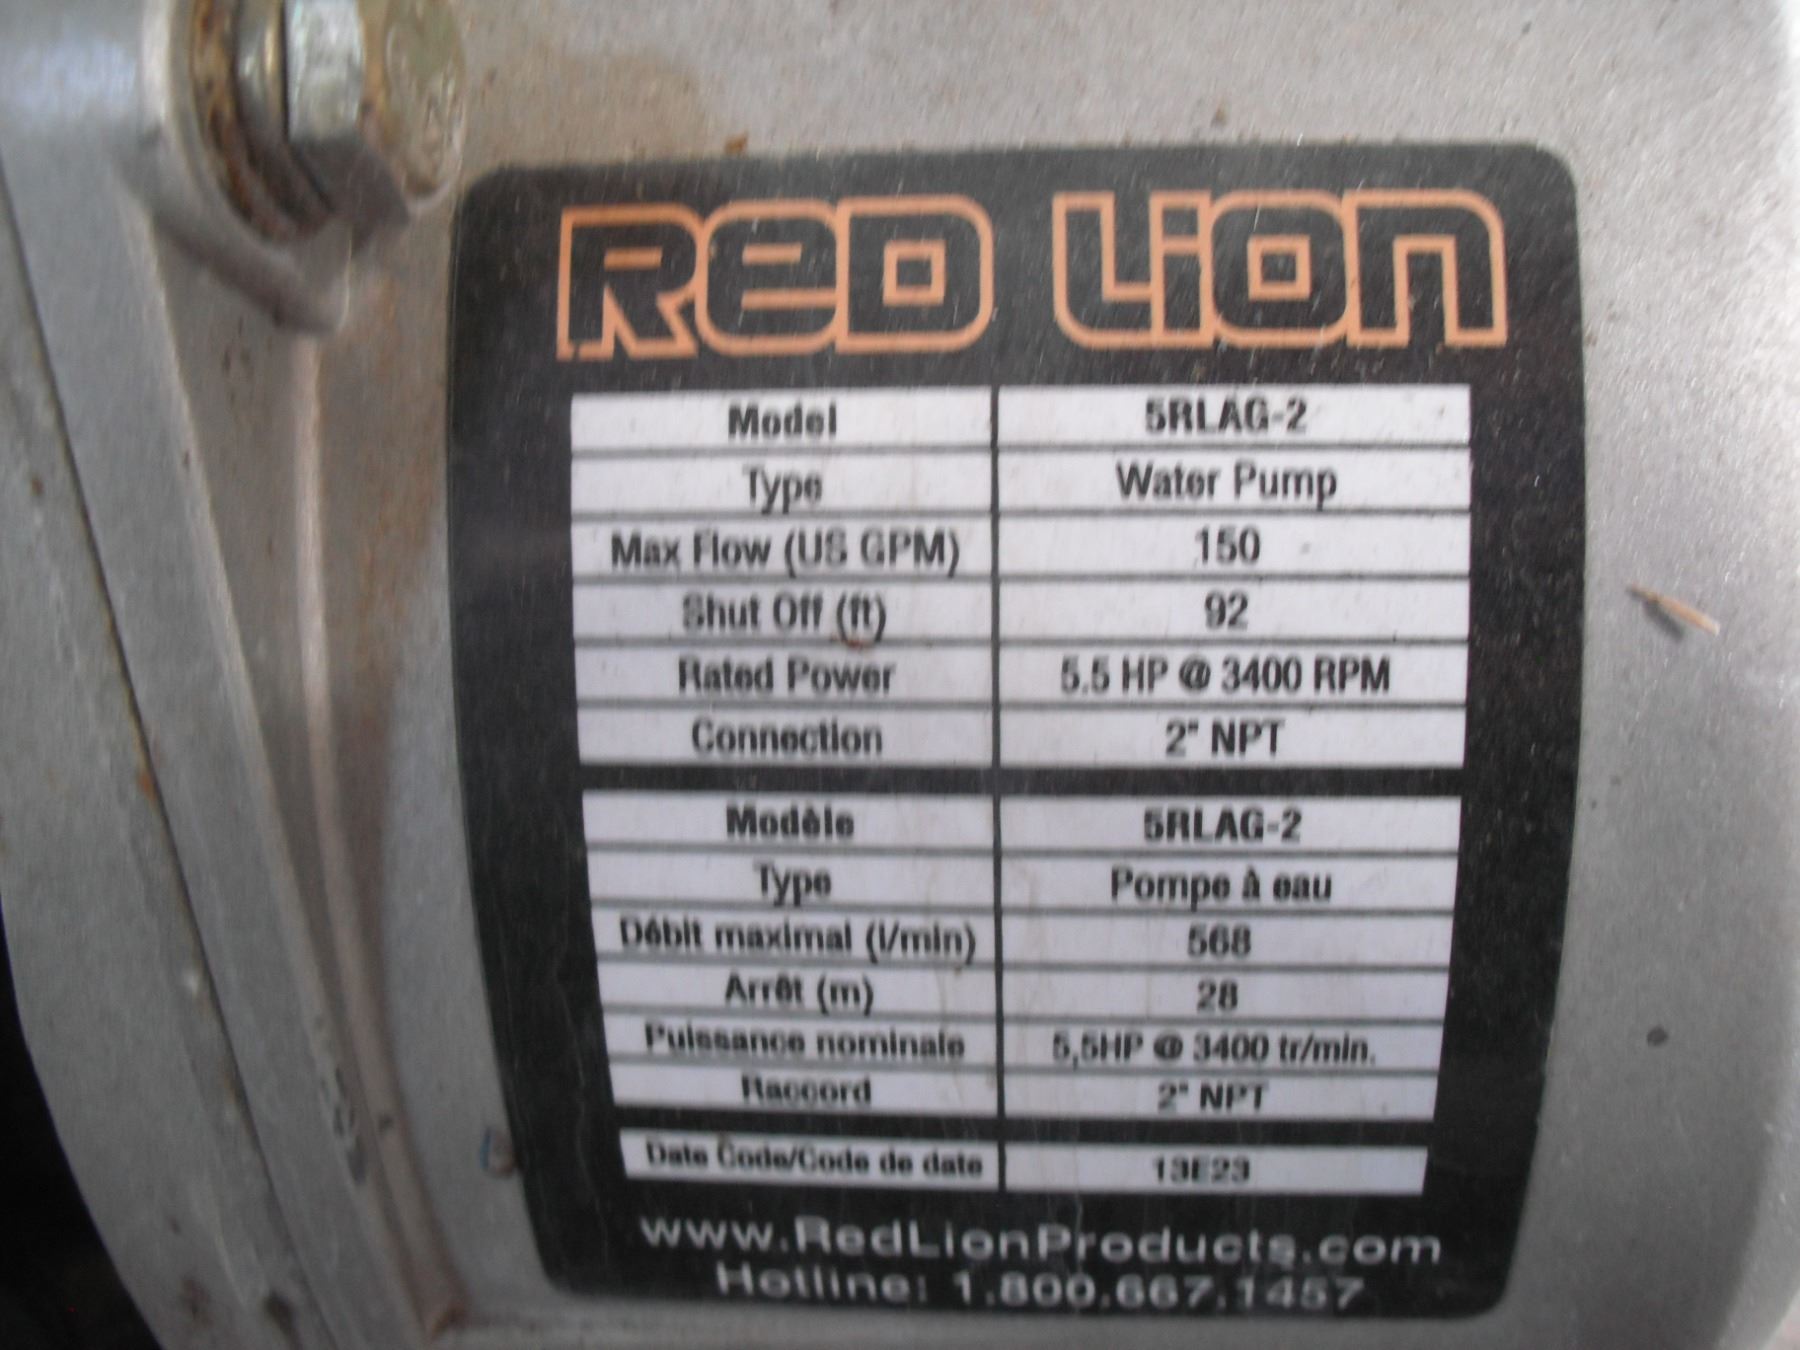 RED LION
Model 5RLAG-2
Type Water Pump
Max Flow (US GPM) 150
Shut Off (ft) 92
Rated Power 5.5 HP @ 3400 RPM
Connection 2" NPT
Modèle 5RLAG-2
Type Pompe à eau
Débit maximal (l/min) 568
Arrêt (m) 28
Puissance nominale 5,5HP @ 3400 tr/min.
Raccord 2" NPT
Date Code/Code de date 13E23
www.RedLionProducts.com
Hotline: 1.800.667.1457